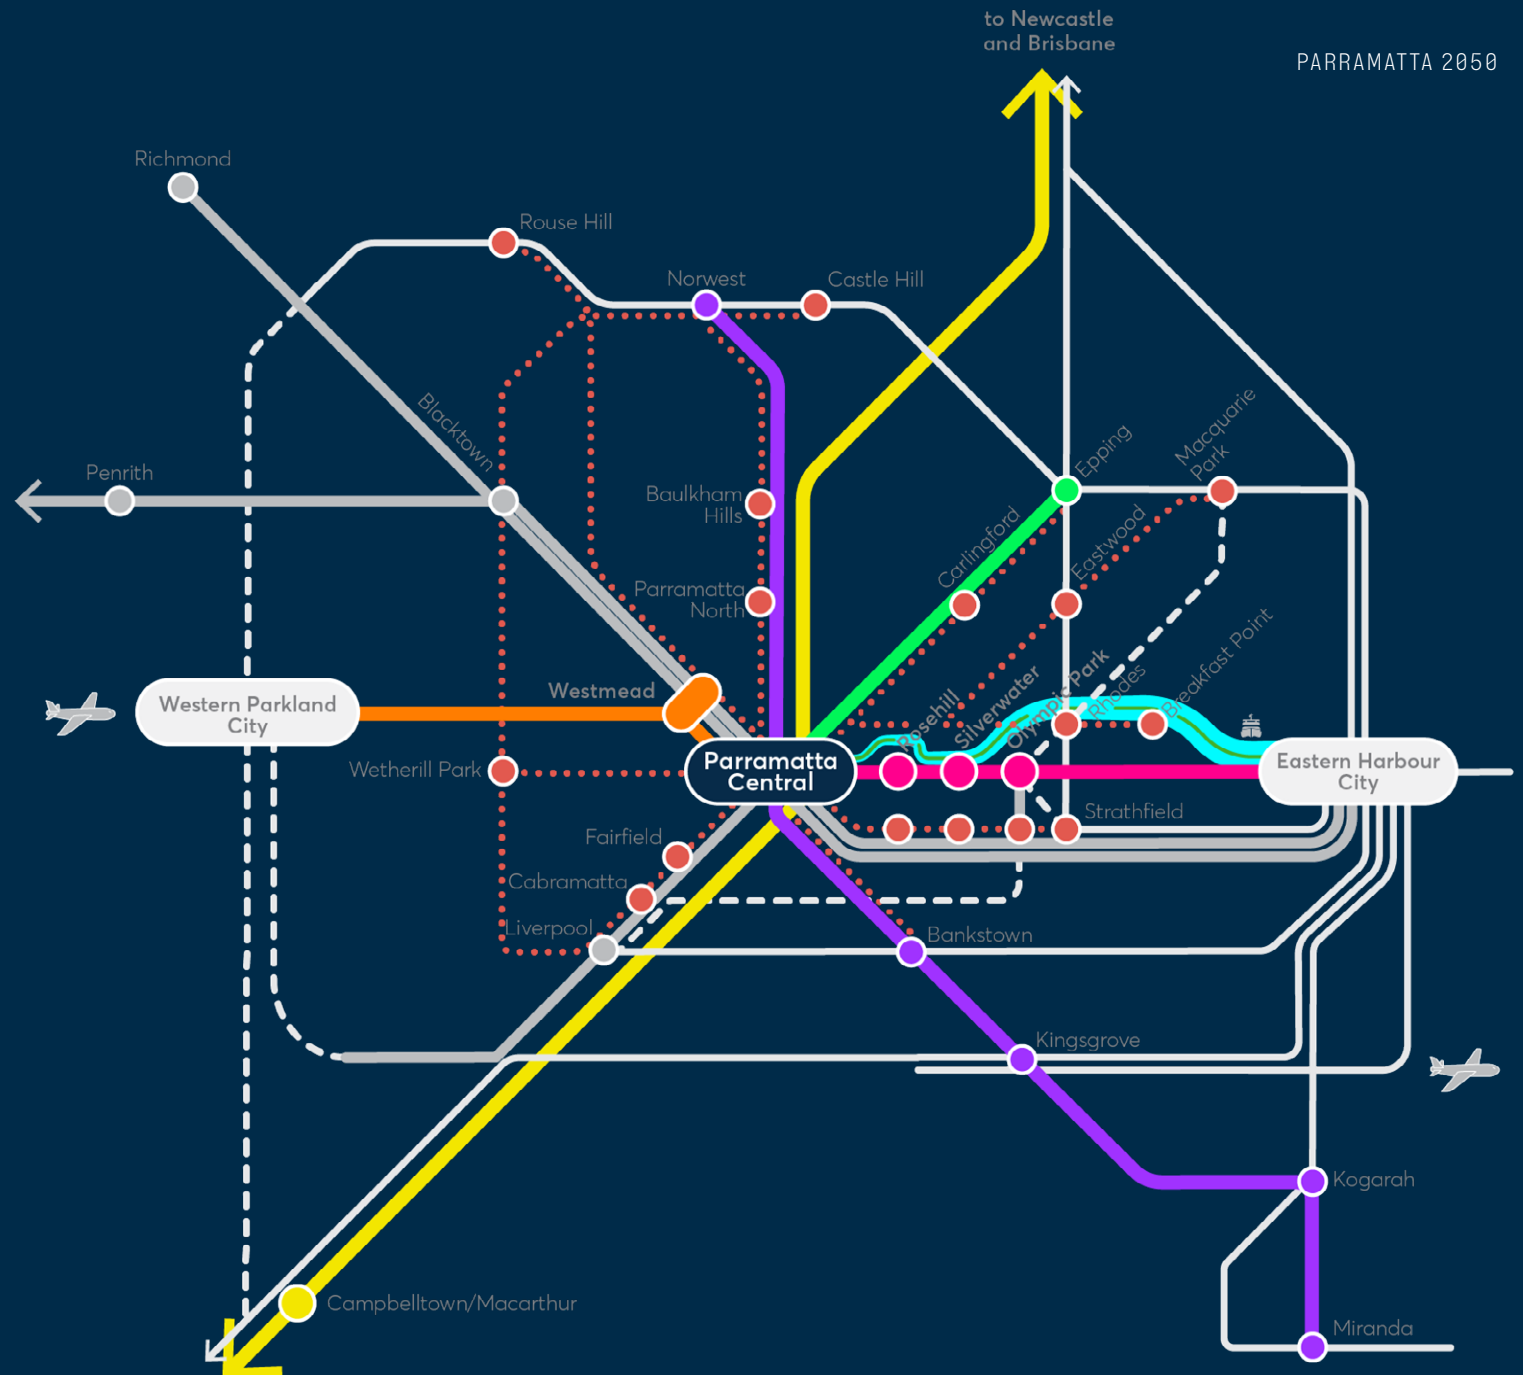 to Newcastle
and Brisbane
PARRAMATTA 2050
Richmond
Rouse Hill
Norwest
Castle Hill
Blacktown
Penrith
Epping
Macquarie
Park
Baulkham
Hills
Carlingford
Eastwood
Parramatta
North
Westmead
Western Parkland
City
Rosehill
Silverwater
Olympic Park
Rhodes
Breakfast Point
Parramatta
Central
Eastern Harbour
City
Wetherill Park
Strathfield
Fairfield
Cabramatta
Liverpool
Bankstown
Kingsgrove
Kogarah
Campbelltown/Macarthur
Miranda